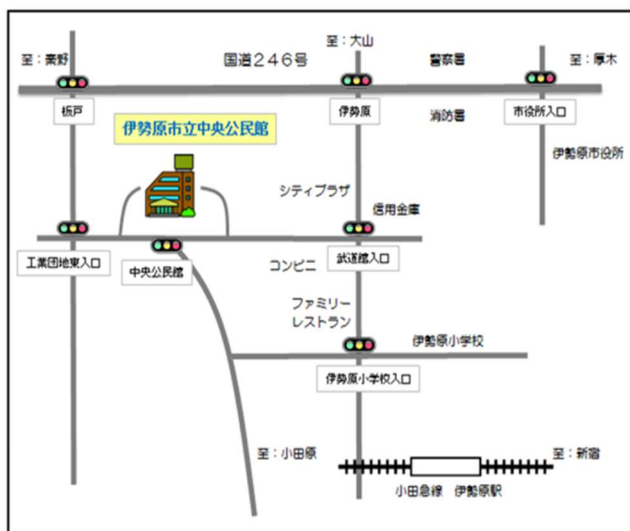 至：大山
至：秦野
国道２４６号
警察署
至：厚木
板戸
伊勢原
消防署
市役所入口
伊勢原市立中央公民館
伊勢原市役所
シティプラザ
信用金庫
工業団地東入口
中央公民館
コンビニ
武道館入口
ファミリー
レストラン
伊勢原小学校
伊勢原小学校入口
至：小田原
至：新宿
小田急線　伊勢原駅